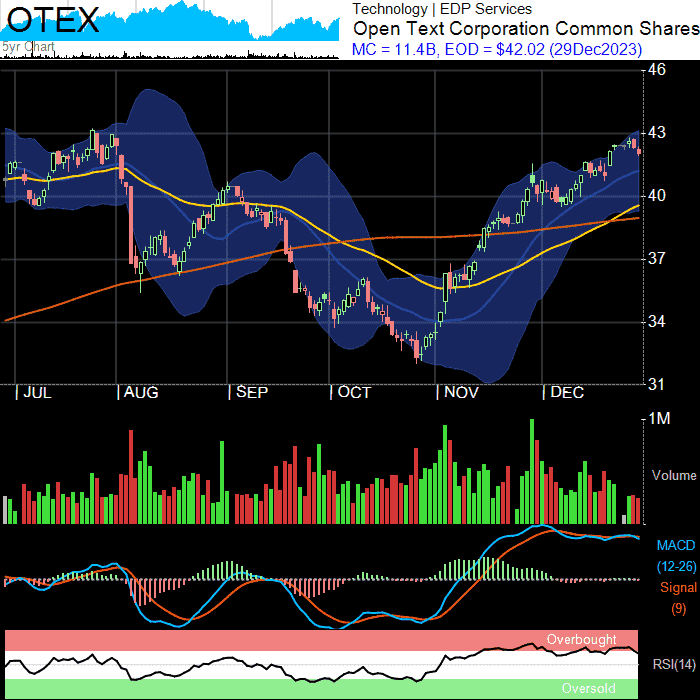 OTEX
5yr Chart
Technology | EDP Services
Open Text Corporation Common Shares
MC = 11.4B, EOD = $42.02 (29Dec2023)
46
43
40
37
34
31
| JUL | AUG | SEP | OCT | NOV | DEC
1M
Volume
MACD
(12-26)
Signal
(9)
Overbought
RSI(14)
Oversold